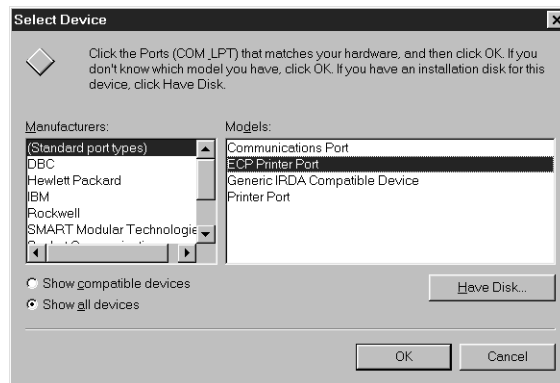 Select Device
Click the Ports (COM_LPT) that matches your hardware, and then click OK. If you
don't know which model you have, click OK. If you have an installation disk for this
device, click Have Disk.
Manufacturers:
(Standard port types)
DBC
Hewlett Packard
IBM
Rockwell
SMART Modular Technologie
Models:
Communications Port
ECP Printer Port
Generic IRDA Compatible Device
Printer Port
Show compatible devices
Show all devices
Have Disk...
OK
Cancel